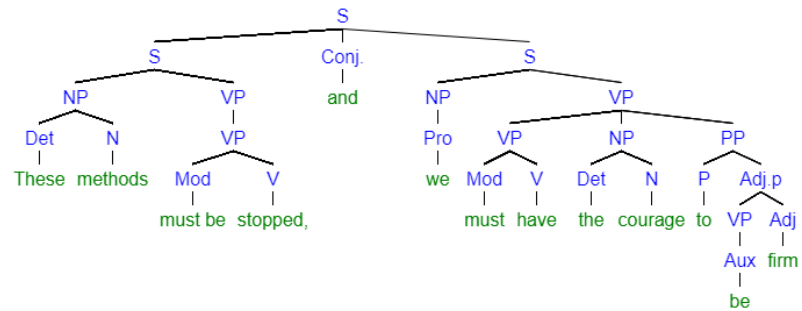 S
S Conj. S
NP VP and NP VP
Det N VP Pro VP NP PP
These methods Mod V we Mod V Det N P Adj.p
must be stopped, must have the courage to VP Adj
Aux firm
be